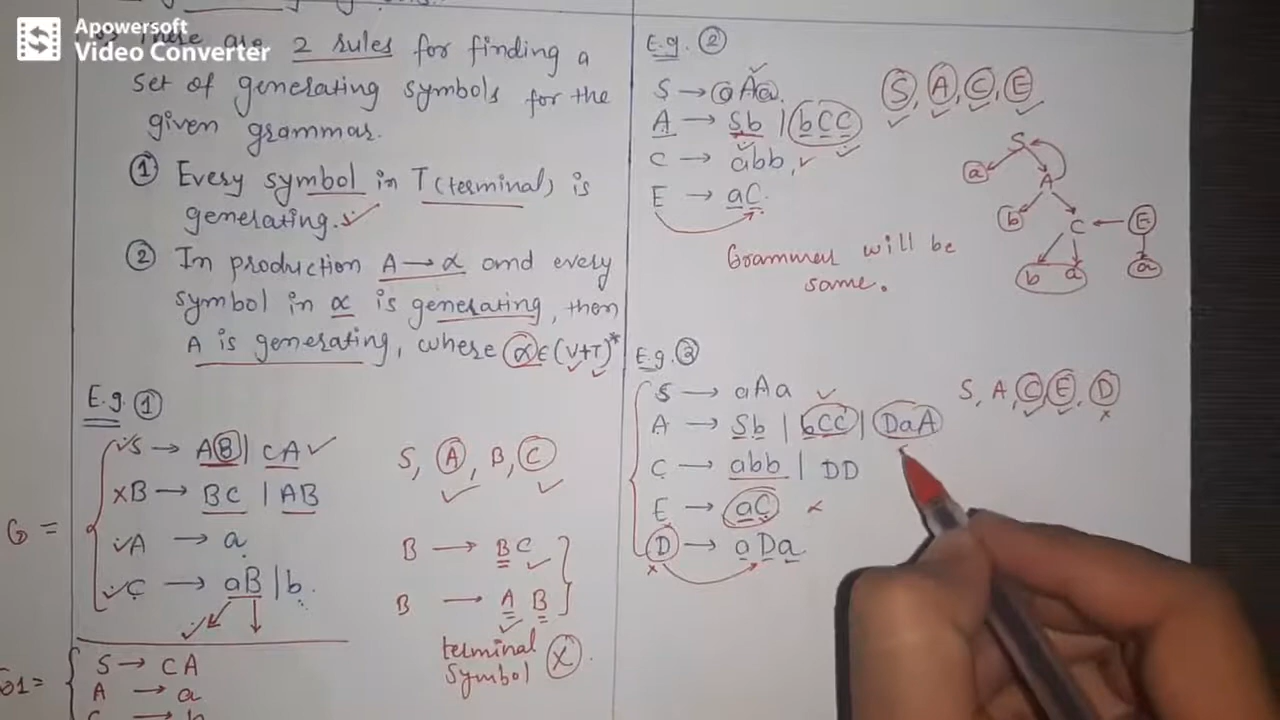 Apowersoft
Video Converter
There are 2 rules for finding a
set of generating symbols for the
given grammar.
① Every symbol in T(terminal) is
generating.
② In production A → α and every
symbol in α is generating, then
A is generating, where α ∈ (V+T)*
E.g. ①
G =
S → AB | CA
B → BC | AB
A → a
C → aB | b.
S, A, B, C
B → BC
B → A B
terminal
symbol X.
G1 =
S → CA
A → a
C → b
E.g. ②
S → aAa.
A → Sb | bCC
C → abb,
E → aC.
S, A, C, E
S
a
A
b
C
E
b a
a
Grammar will be
same.
E.g. ③
S → aAa
A → Sb | bCC | DaA
C → abb | DD
E → aC
D → aDa
S, A, C, E, D